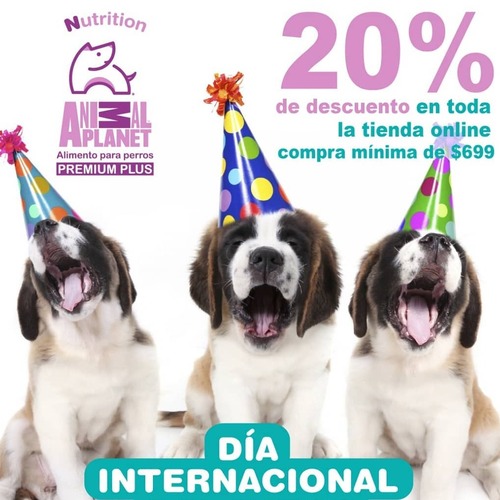 Nutrition
ANIMAL
PLANET
Alimento para perros
PREMIUM PLUS
20%
de descuento en toda
la tienda online
compra mínima de $699
DÍA
INTERNACIONAL